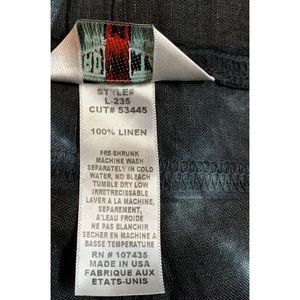 STYLE#
L-235
CUT# 53445
100% LINEN
PRE-SHRUNK
MACHINE WASH
SEPARATELY IN COLD
WATER, NO BLEACH
TUMBLE DRY LOW
IRRETRECISSABLE
LAVER A LA MACHINE,
SEPAREMENT,
A'LEAU FROIDE
NE PAS BLANCHIR
SECHER EN MACHINE A
BASSE TEMPERATURE
RN # 107435
MADE IN USA
FABRIQUE AUX
ETATS-UNIS